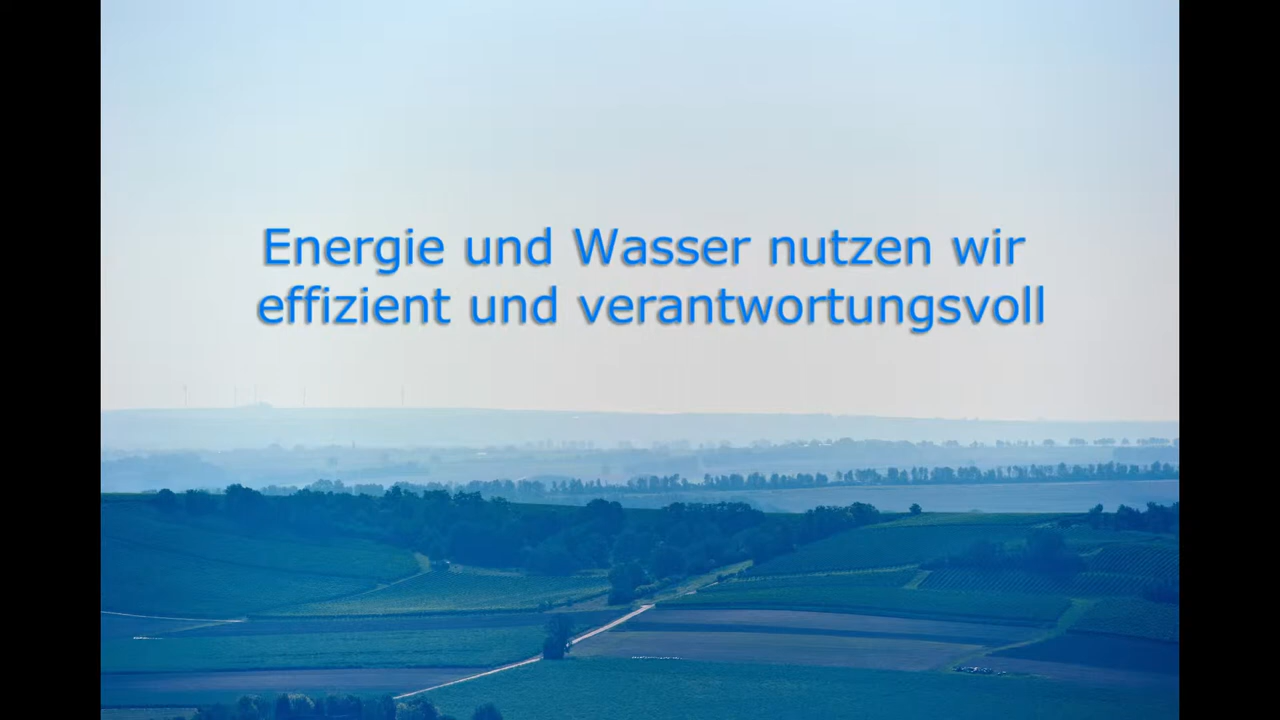 Energie und Wasser nutzen wir
effizient und verantwortungsvoll